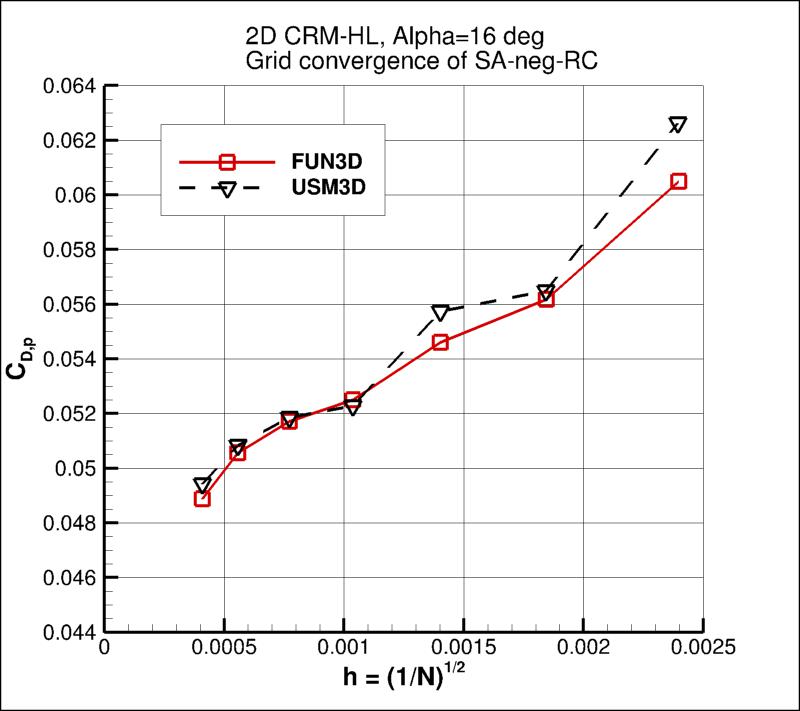 2D CRM-HL, Alpha=16 deg
Grid convergence of SA-neg-RC
0.064
0.062
0.06
0.058
0.056
0.054
0.052
0.05
0.048
0.046
0.044
C_D,p
FUN3D
USM3D
0 0.0005 0.001 0.0015 0.002 0.0025
h = (1/N)^1/2